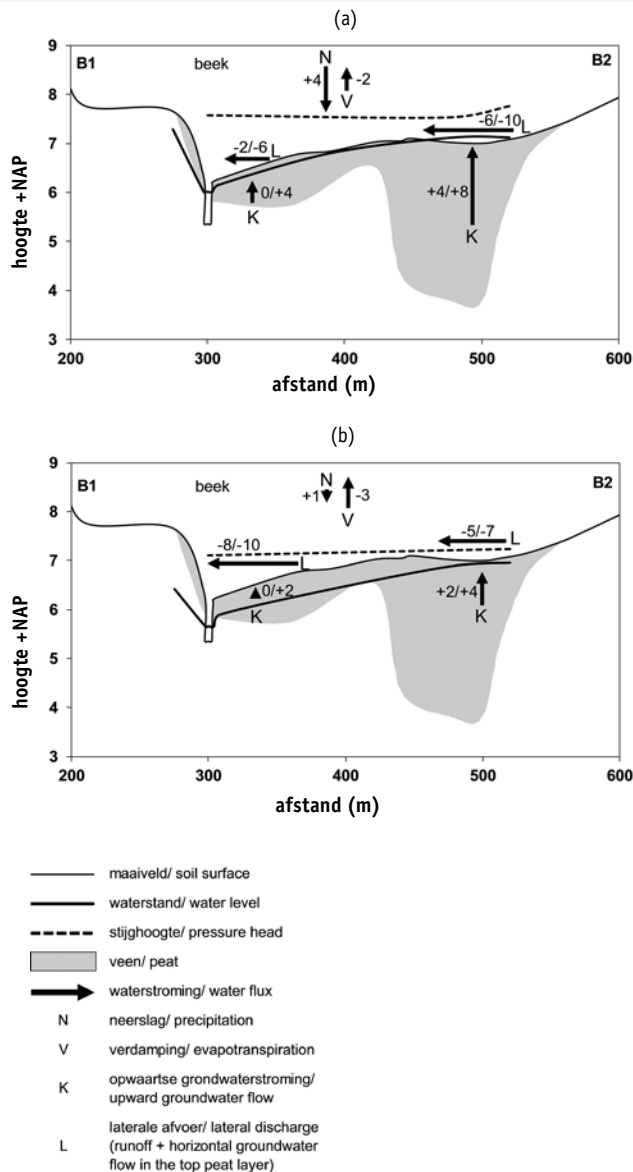 (a)
9
B1
beek
N
B2
+4
-2
8
V
-6/-10 L
7
-2/-6 L
hoogte +NAP
6
0/+4
+4/+8
K
K
5
4
3
200
300
400
500
600
afstand (m)
(b)
9
B1
beek
N
B2
+1
-3
8
V
-8/-10
-5/-7
L
7
L
hoogte +NAP
0/+2
+2/+4
6
K
K
5
4
3
200
300
400
500
600
afstand (m)
maaiveld/ soil surface
waterstand/ water level
stijghoogte/ pressure head
veen/ peat
waterstroming/ water flux
N neerslag/ precipitation
V verdamping/ evapotranspiration
K opwaartse grondwaterstroming/
upward groundwater flow
laterale afvoer/ lateral discharge
L (runoff + horizontal groundwater
flow in the top peat layer)